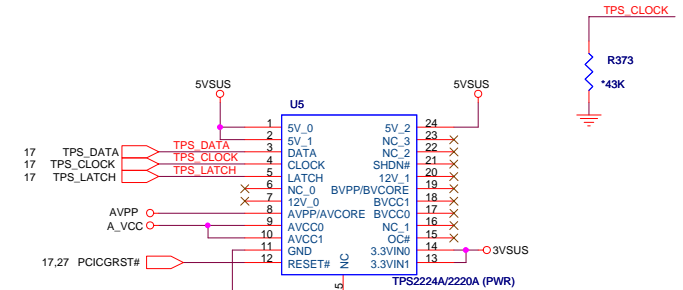 TPS_CLOCK
R373
*43K
5VSUS
5VSUS
U5
1 5V_0 5V_2 24
2 5V_1 NC_3 23
17 TPS_DATA TPS_DATA 3 DATA NC_2 22
17 TPS_CLOCK TPS_CLOCK 4 CLOCK SHDN# 21
17 TPS_LATCH TPS_LATCH 5 LATCH 12V_1 20
6 NC_0 BVPP/BVCORE 19
7 12V_0 BVCC1 18
AVPP 8 AVPP/AVCORE BVCC0 17
A_VCC 9 AVCC0 NC_1 16
10 AVCC1 OC# 15
11 GND 3.3VIN0 14 3VSUS
17,27 PCICGRST# 12 RESET# NC 3.3VIN1 13
TPS2224A/2220A (PWR)